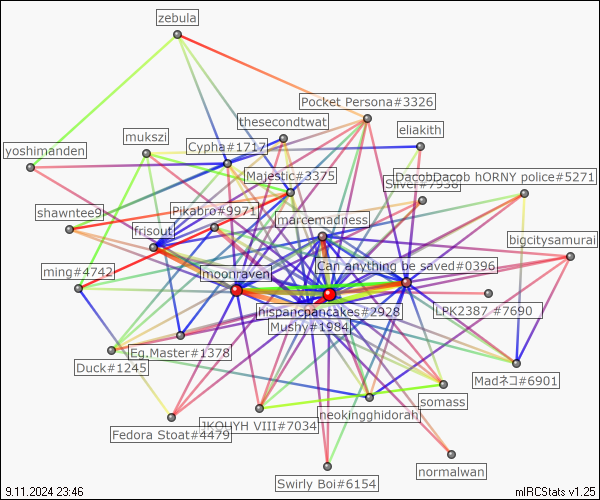 zebula
Pocket Persona#3326
thesecondtwat
eliakith
mukszi
Cypha#1717
yoshimanden
Majestic#3375
DacobDacob hORNY police#5271
Silver#7938
Pikabro#9971
shawntee9
marcemadness
frisout
bigcitysamurai
Can anything be saved#0396
ming#4742
moonraven
hispancpancakes#2928
LPK2387 #7690
Mushy#1984
Eg.Master#1378
Duck#1245
Madネコ#6901
somass
neokingghidorah
JKOHYH VIII#7034
Fedora Stoat#4479
normalwan
Swirly Boi#6154
9.11.2024 23:46
mIRCStats v1.25